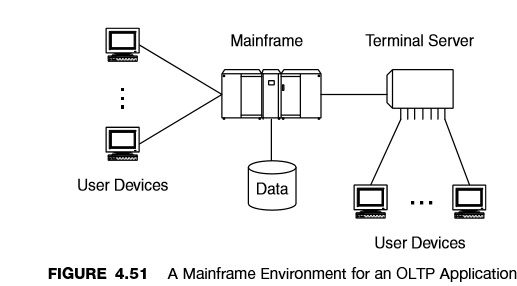 Mainframe
Terminal Server
User Devices
Data
User Devices
FIGURE 4.51 A Mainframe Environment for an OLTP Application